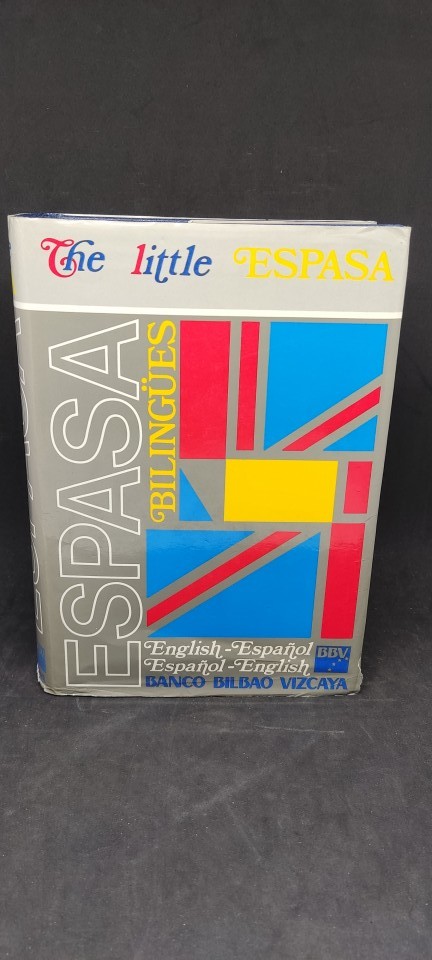 The little ESPASA
ESPASA
BILINGÜES
English-Español
Español-English
BBV
BANCO BILBAO VIZCAYA